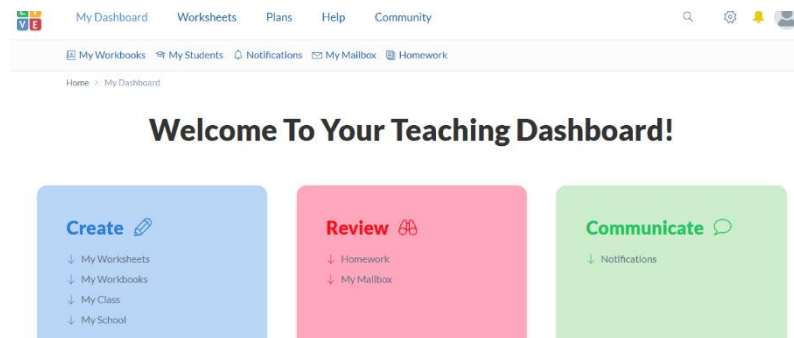 VE
My Dashboard Worksheets Plans Help Community
My Workbooks My Students Notifications My Mailbox Homework
Home > My Dashboard
Welcome To Your Teaching Dashboard!
Create
My Worksheets
My Workbooks
My Class
My School
Review
Homework
My Mailbox
Communicate
Notifications